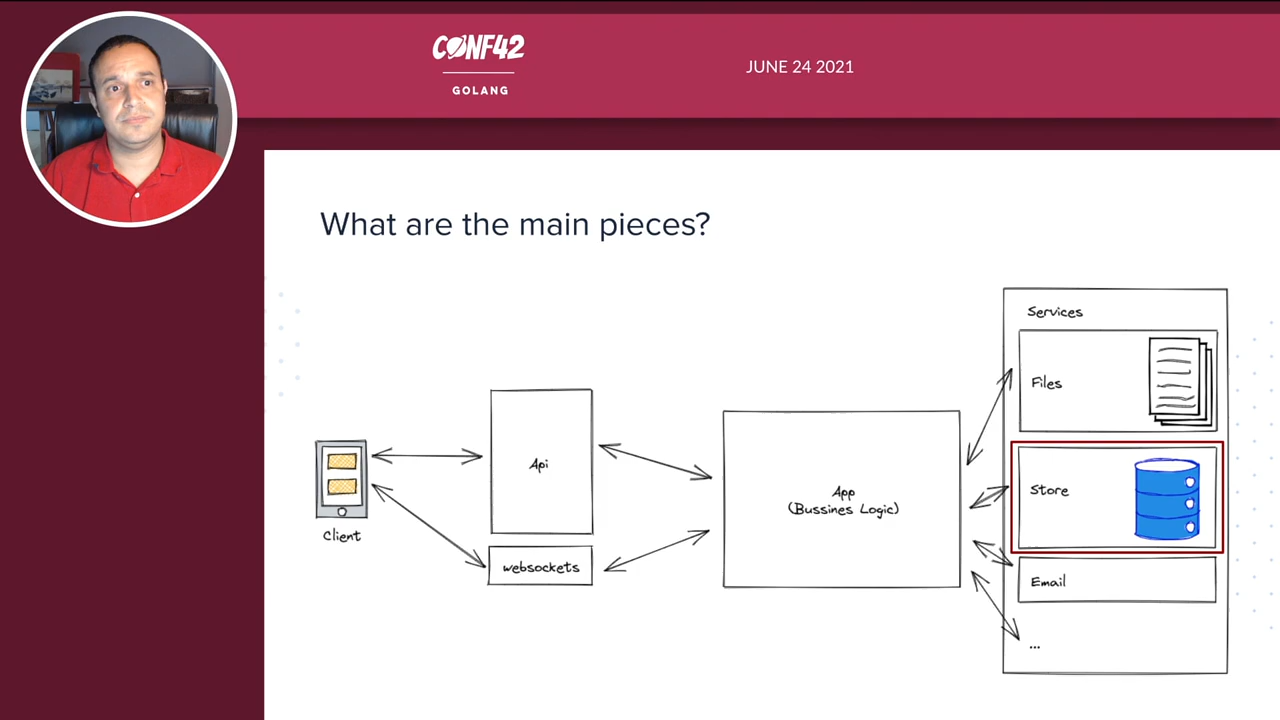 CONF42
GOLANG
JUNE 24 2021
What are the main pieces?
Services
Files
Api
Store
App
(Bussines Logic)
Client
websockets
Email
...